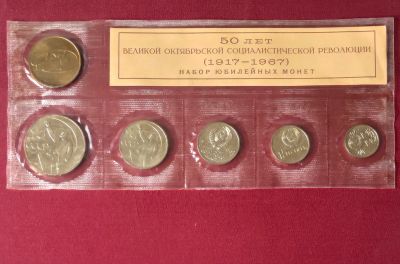 50 ЛЕТ
ВЕЛИКОЙ ОКТЯБРЬСКОЙ СОЦИАЛИСТИЧЕСКОЙ РЕВОЛЮЦИИ
(1917-1967)
НАБОР ЮБИЛЕЙНЫХ МОНЕТ